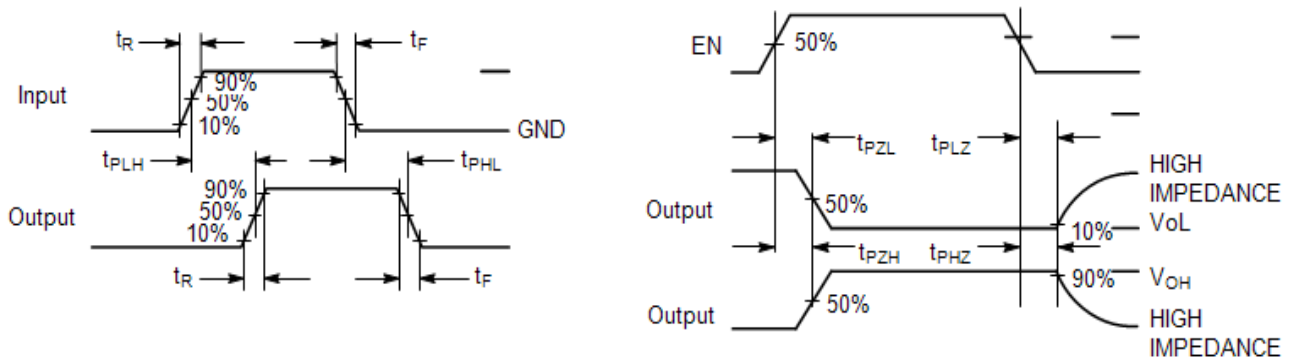 tR tF
Input 90%
50%
10% GND
tPLH tPHL
Output 90%
50%
10%
tR tF
EN 50%
tPZL tPLZ
Output 50% HIGH
IMPEDANCE
10% VoL
tPZH tPHZ
Output 50% 90% VOH
HIGH
IMPEDANCE